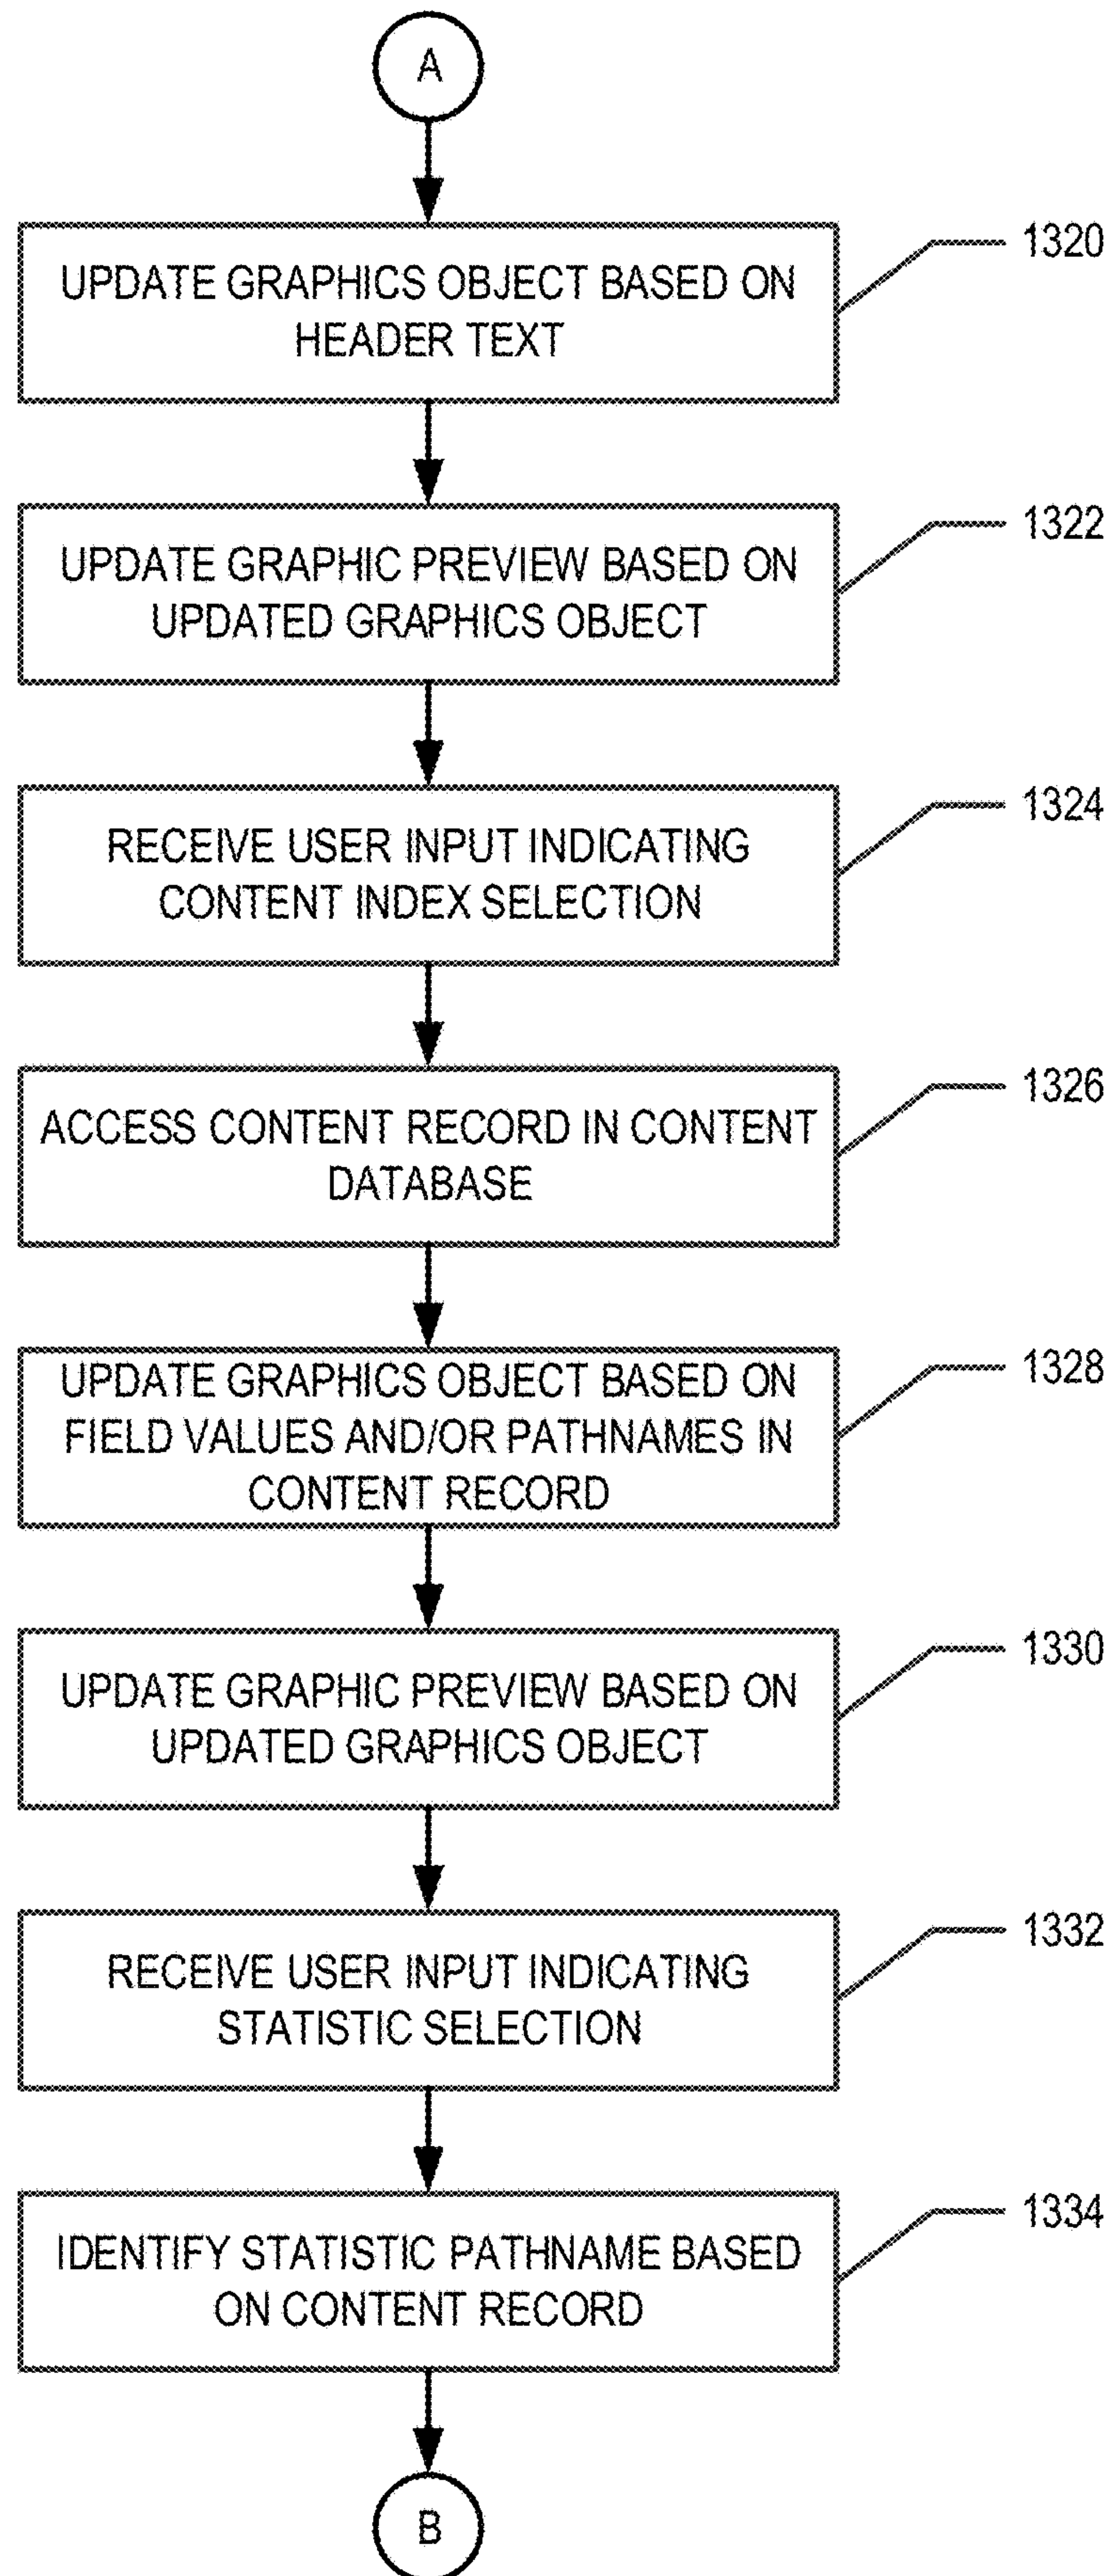 A
UPDATE GRAPHICS OBJECT BASED ON
HEADER TEXT
1320
UPDATE GRAPHIC PREVIEW BASED ON
UPDATED GRAPHICS OBJECT
1322
RECEIVE USER INPUT INDICATING
CONTENT INDEX SELECTION
1324
ACCESS CONTENT RECORD IN CONTENT
DATABASE
1326
UPDATE GRAPHICS OBJECT BASED ON
FIELD VALUES AND/OR PATHNAMES IN
CONTENT RECORD
1328
UPDATE GRAPHIC PREVIEW BASED ON
UPDATED GRAPHICS OBJECT
1330
RECEIVE USER INPUT INDICATING
STATISTIC SELECTION
1332
IDENTIFY STATISTIC PATHNAME BASED
ON CONTENT RECORD
1334
B